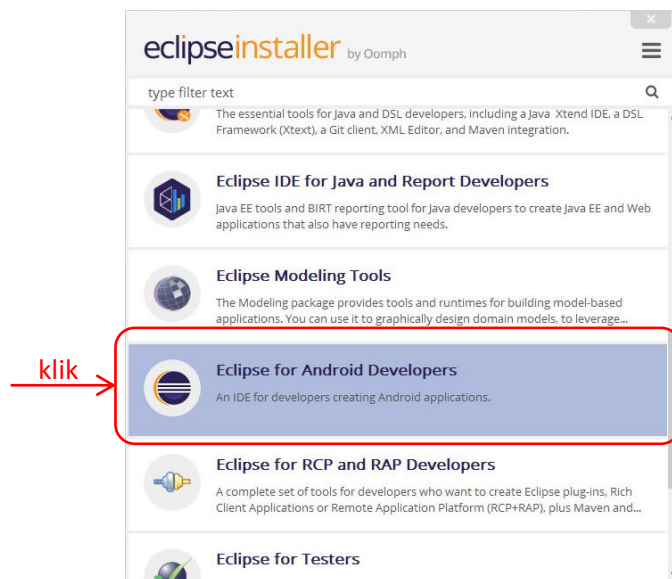 eclipseinstaller by Oomph
type filter text
The essential tools for Java and DSL developers, including a Java Xtend IDE, a DSL
Framework (Xtext), a Git client, XML Editor, and Maven integration.
Eclipse IDE for Java and Report Developers
Java EE tools and BIRT reporting tool for Java developers to create Java EE and Web
applications that also have reporting needs.
Eclipse Modeling Tools
The Modeling package provides tools and runtimes for building model-based
applications. You can use it to graphically design domain models, to leverage...
klik
Eclipse for Android Developers
An IDE for developers creating Android applications.
Eclipse for RCP and RAP Developers
A complete set of tools for developers who want to create Eclipse plug-ins, Rich
Client Applications or Remote Application Platform (RCP+RAP), plus Maven and...
Eclipse for Testers